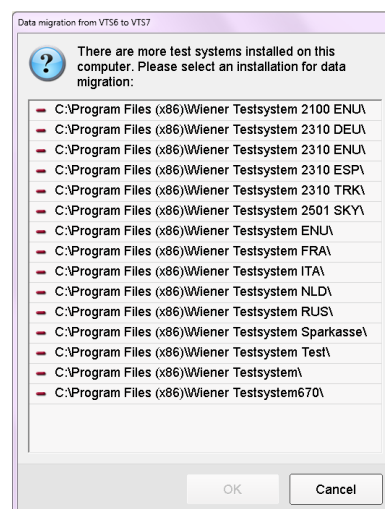 Data migration from VTS6 to VTS7
There are more test systems installed on this
computer. Please select an installation for data
migration:
C:\Program Files (x86)\Wiener Testsystem 2100 ENU\
C:\Program Files (x86)\Wiener Testsystem 2310 DEU\
C:\Program Files (x86)\Wiener Testsystem 2310 ENU\
C:\Program Files (x86)\Wiener Testsystem 2310 ESP\
C:\Program Files (x86)\Wiener Testsystem 2310 TRK\
C:\Program Files (x86)\Wiener Testsystem 2501 SKY\
C:\Program Files (x86)\Wiener Testsystem ENU\
C:\Program Files (x86)\Wiener Testsystem FRA\
C:\Program Files (x86)\Wiener Testsystem ITA\
C:\Program Files (x86)\Wiener Testsystem NLD\
C:\Program Files (x86)\Wiener Testsystem RUS\
C:\Program Files (x86)\Wiener Testsystem Sparkasse\
C:\Program Files (x86)\Wiener Testsystem Test\
C:\Program Files (x86)\Wiener Testsystem\
C:\Program Files (x86)\Wiener Testsystem670\
OK Cancel